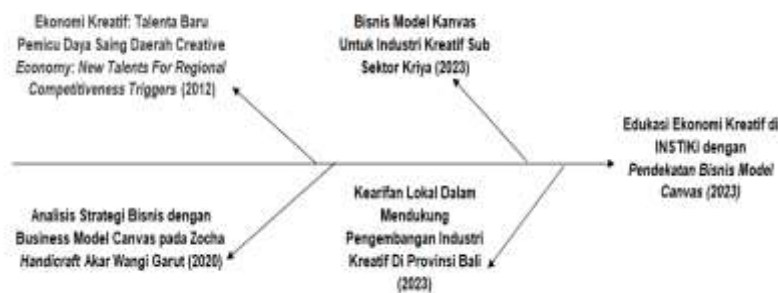 Ekonomi Kreatif: Talenta Baru
Pemicu Daya Saing Daerah Creative
Economy: New Talents For Regional
Competitiveness Triggers (2012)
Bisnis Model Kanvas
Untuk Industri Kreatif Sub
Sektor Kriya (2023)
Edukasi Ekonomi Kreatif di
INSTIKI dengan
Pendekatan Bisnis Model
Canvas (2023)
Analisis Strategi Bisnis dengan
Business Model Canvas pada Zocha
Handicraft Akar Wangi Garut (2020)
Kearifan Lokal Dalam
Mendukung
Pengembangan Industri
Kreatif Di Provinsi Bali
(2023)